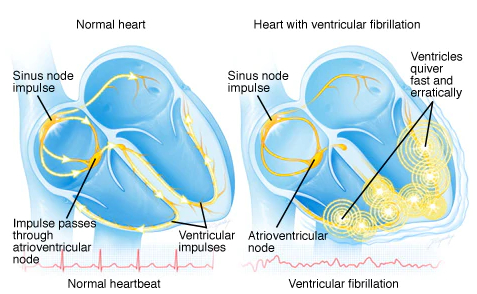 Normal heart
Sinus node
impulse
Impulse passes
through
atrioventricular
node
Ventricular
impulses
Normal heartbeat
Heart with ventricular fibrillation
Sinus node
impulse
Ventricles
quiver
fast and
erratically
Atrioventricular
node
Ventricular fibrillation